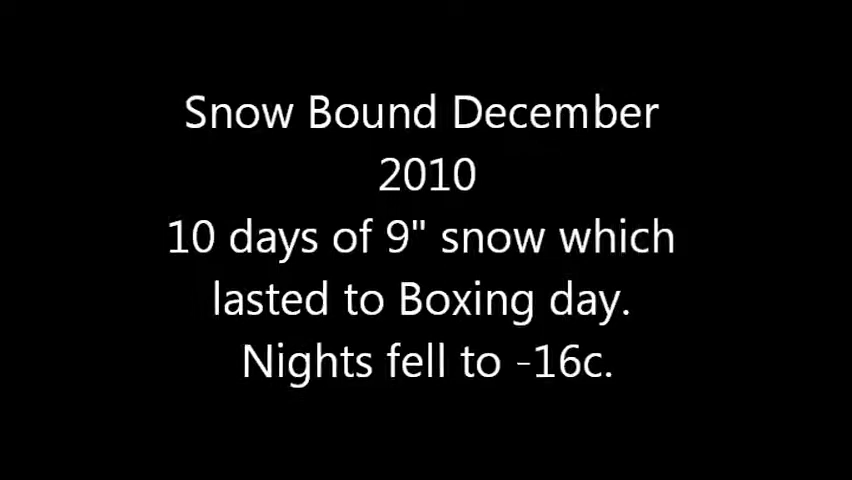 Snow Bound December
2010
10 days of 9" snow which
lasted to Boxing day.
Nights fell to -16c.